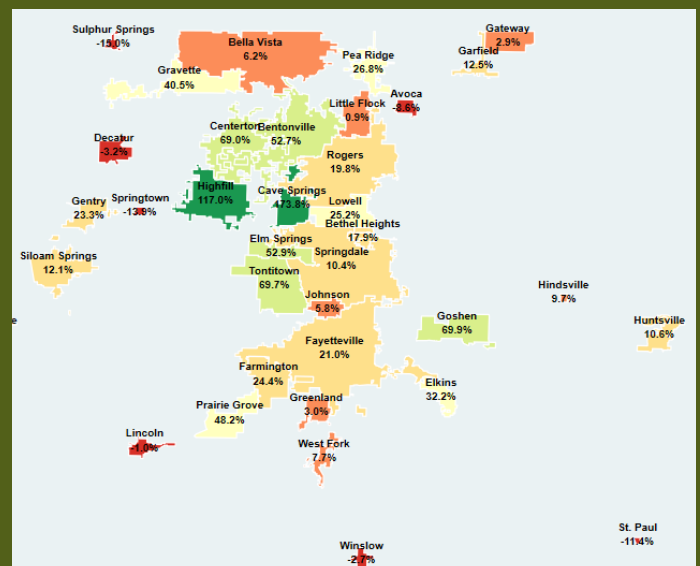 Sulphur Springs
-15.0%
Bella Vista
6.2%
Gateway
2.9%
Garfield
12.5%
Pea Ridge
26.8%
Gravette
40.5%
Avoca
-8.6%
Little Flock
0.9%
Centerton
69.0%
Bentonville
52.7%
Decatur
-3.2%
Rogers
19.8%
Highfill
117.0%
Cave Springs
173.8%
Gentry
23.3%
Springtown
-13.9%
Lowell
25.2%
Bethel Heights
17.9%
Elm Springs
52.9%
Springdale
10.4%
Siloam Springs
12.1%
Tontitown
69.7%
Hindsville
9.7%
Johnson
5.8%
Goshen
69.9%
Huntsville
10.6%
e
Fayetteville
21.0%
Farmington
24.4%
Elkins
32.2%
Greenland
3.0%
Prairie Grove
48.2%
Lincoln
-1.0%
West Fork
7.7%
St. Paul
-11.4%
Winslow
-2.7%